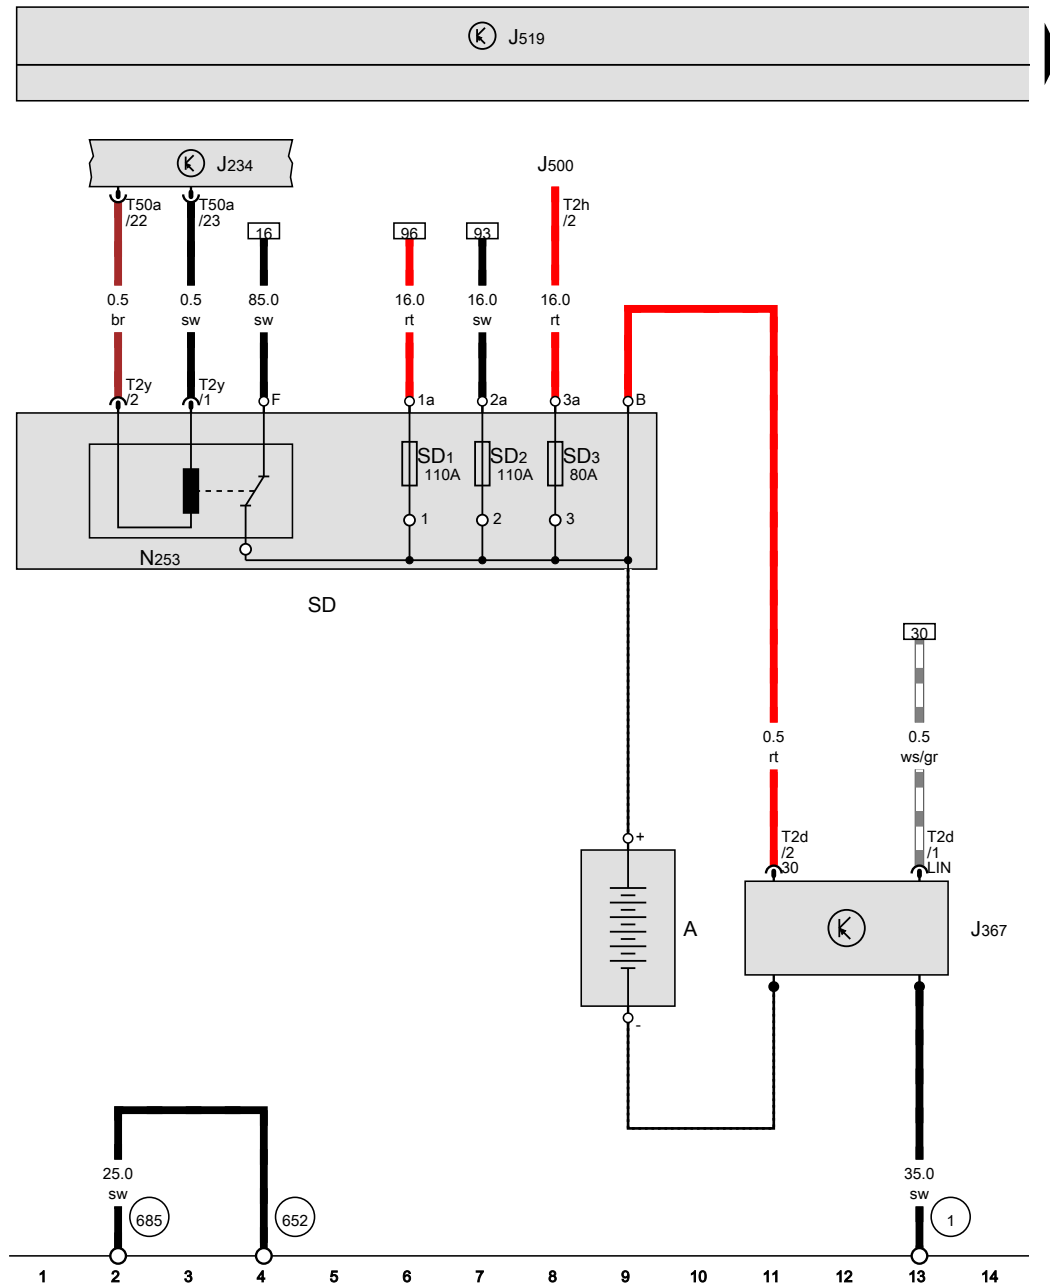 J519
J234
J500
T50a
/22
T50a
/23
T2h
/2
16
96
93
0.5
br
0.5
sw
85.0
sw
16.0
rt
16.0
sw
16.0
rt
T2y
/2
T2y
/1
F
1a
2a
3a
B
SD1
110A
SD2
110A
SD3
80A
1
2
3
N253
SD
30
0.5
rt
0.5
ws/gr
+
T2d
/2
30
T2d
/1
LIN
A
J367
-
25.0
sw
35.0
sw
685
652
1
1 2 3 4 5 6 7 8 9 10 11 12 13 14